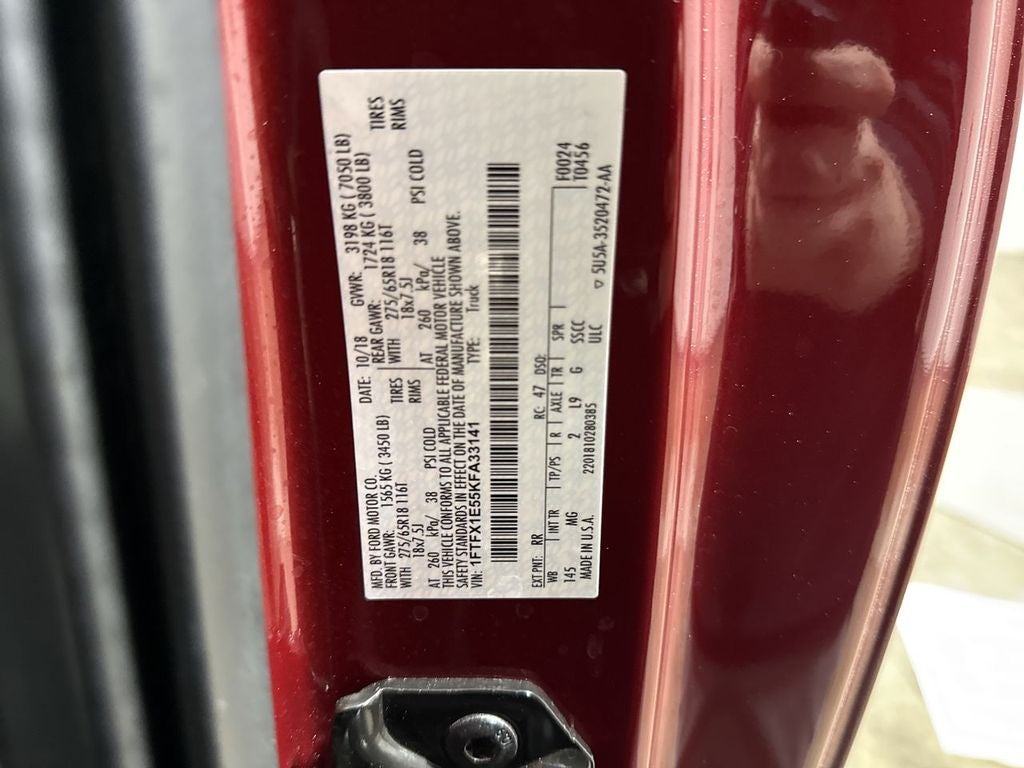 MFD. BY FORD MOTOR CO.
DATE: 10/18 GVWR: 3198 KG ( 7050 LB)
FRONT GAWR: 1565 KG ( 3450 LB) REAR GAWR: 1724 KG ( 3800 LB)
WITH 275/65R18 116T TIRES WITH 275/65R18 116T TIRES
18x7.5J RIMS 18x7.5J RIMS
AT 260 kPa/ 38 PSI COLD AT 260 kPa/ 38 PSI COLD
THIS VEHICLE CONFORMS TO ALL APPLICABLE FEDERAL MOTOR VEHICLE
SAFETY STANDARDS IN EFFECT ON THE DATE OF MANUFACTURE SHOWN ABOVE.
VIN: 1FTFX1E55KFA33141 TYPE: Truck
F0024
T0456
EXT PNT: RR RC: 47 DSO:
WB INT TR TP/PS R AXLE TR SPR
145 MG 2 L9 G SSCC
MADE IN U.S.A. 2201810280385 ULC
▽ 5U5A-3520472-AA